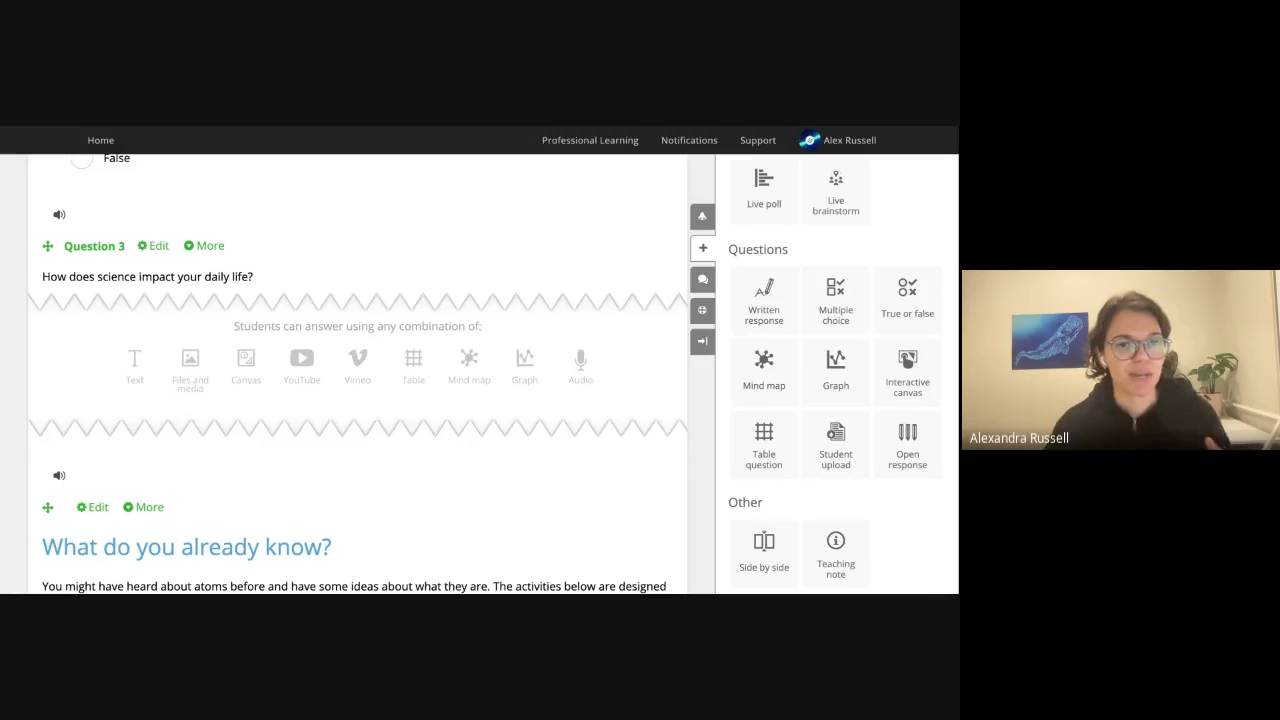 Home
Professional Learning
Notifications
Support
Alex Russell
False
Question 3
Edit
More
How does science impact your daily life?
Students can answer using any combination of:
Text
Files and
media
Canvas
YouTube
Vimeo
Table
Mind map
Graph
Audio
Edit
More
What do you already know?
You might have heard about atoms before and have some ideas about what they are. The activities below are designed
Live poll
Live
brainstorm
Questions
Written
response
Multiple
choice
True or false
Mind map
Graph
Interactive
canvas
Table
question
Student
upload
Open
response
Other
Side by side
Teaching
note
Alexandra Russell